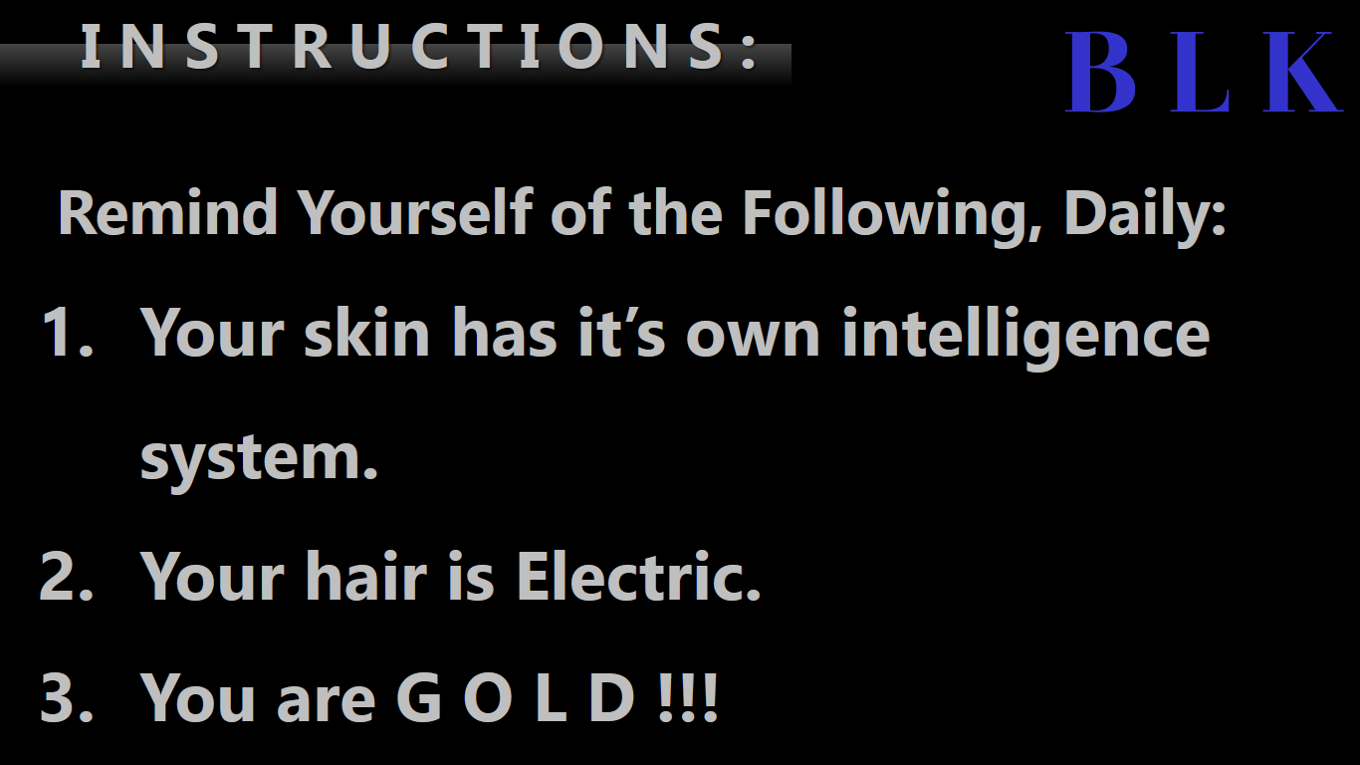 I N S T R U C T I O N S :
B L K
Remind Yourself of the Following, Daily:
1. Your skin has it’s own intelligence
system.
2. Your hair is Electric.
3. You are G O L D !!!